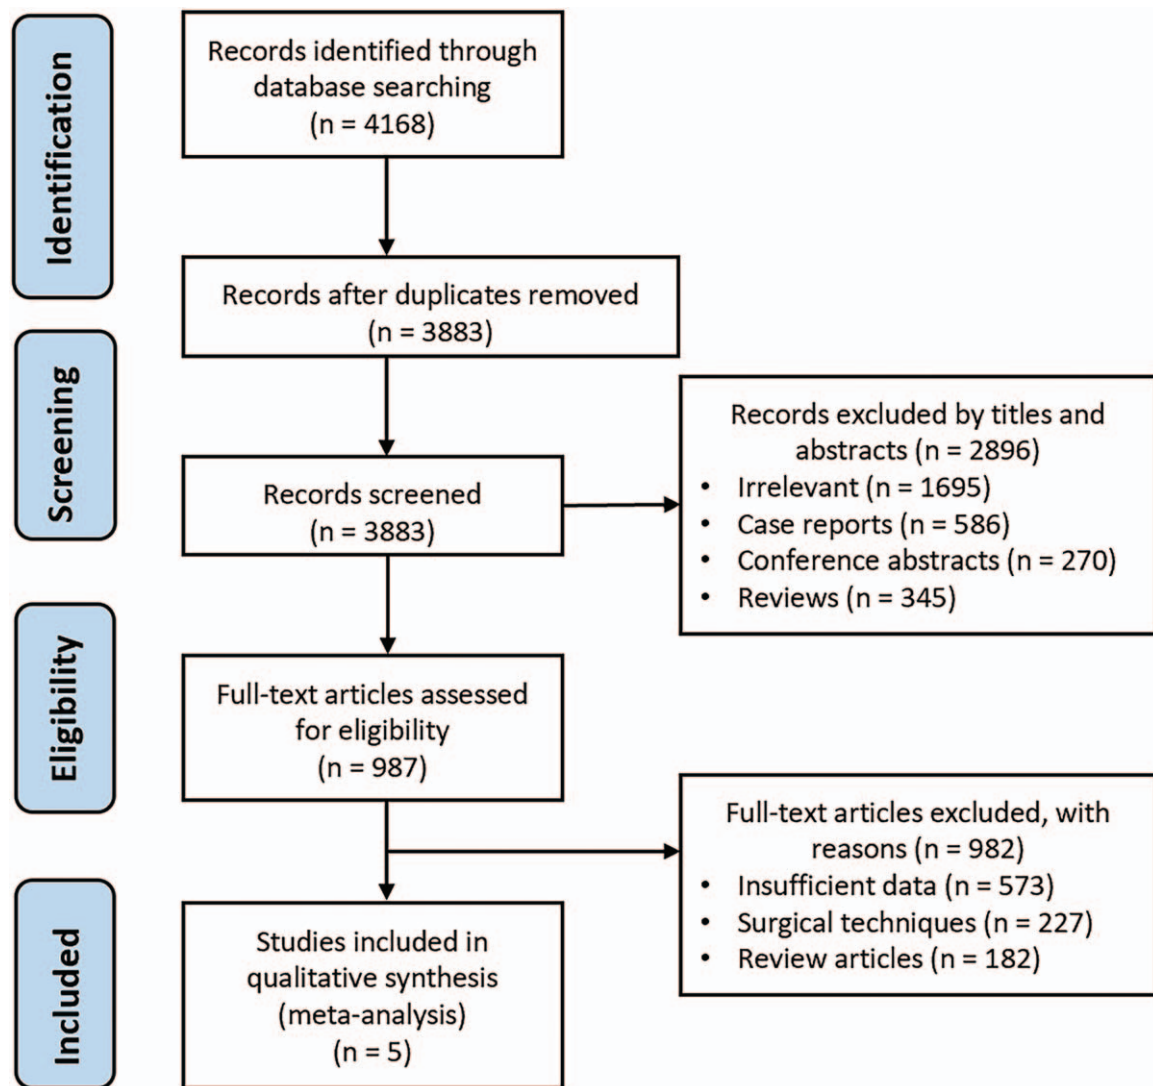 Identification
Records identified through
database searching
(n = 4168)
Records after duplicates removed
(n = 3883)
Screening
Records screened
(n = 3883)
Records excluded by titles and
abstracts (n = 2896)
• Irrelevant (n = 1695)
• Case reports (n = 586)
• Conference abstracts (n = 270)
• Reviews (n = 345)
Eligibility
Full-text articles assessed
for eligibility
(n = 987)
Full-text articles excluded, with
reasons (n = 982)
• Insufficient data (n = 573)
• Surgical techniques (n = 227)
• Review articles (n = 182)
Included
Studies included in
qualitative synthesis
(meta-analysis)
(n = 5)